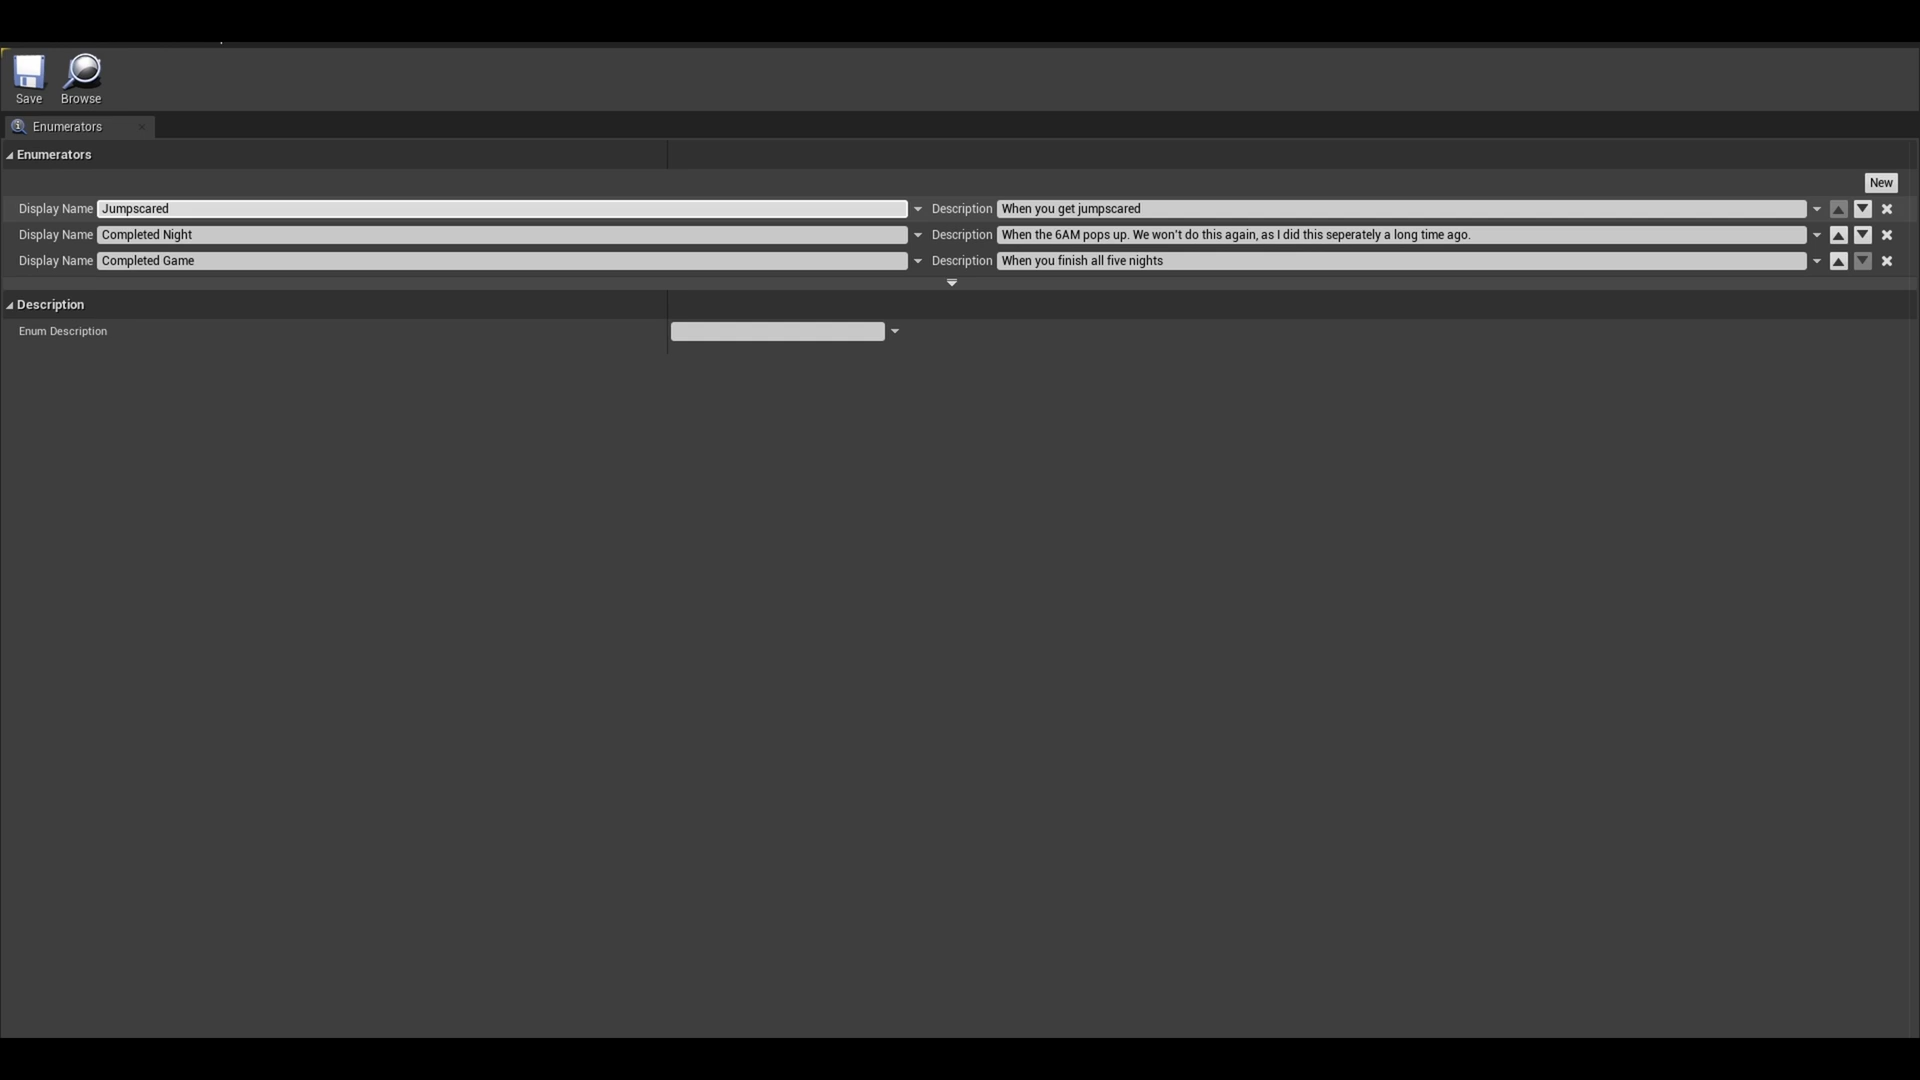 Save Browse
Enumerators
Enumerators
New
Display Name Jumpscared Description When you get jumpscared
Display Name Completed Night Description When the 6AM pops up. We won't do this again, as I did this seperately a long time ago.
Display Name Completed Game Description When you finish all five nights
Description
Enum Description